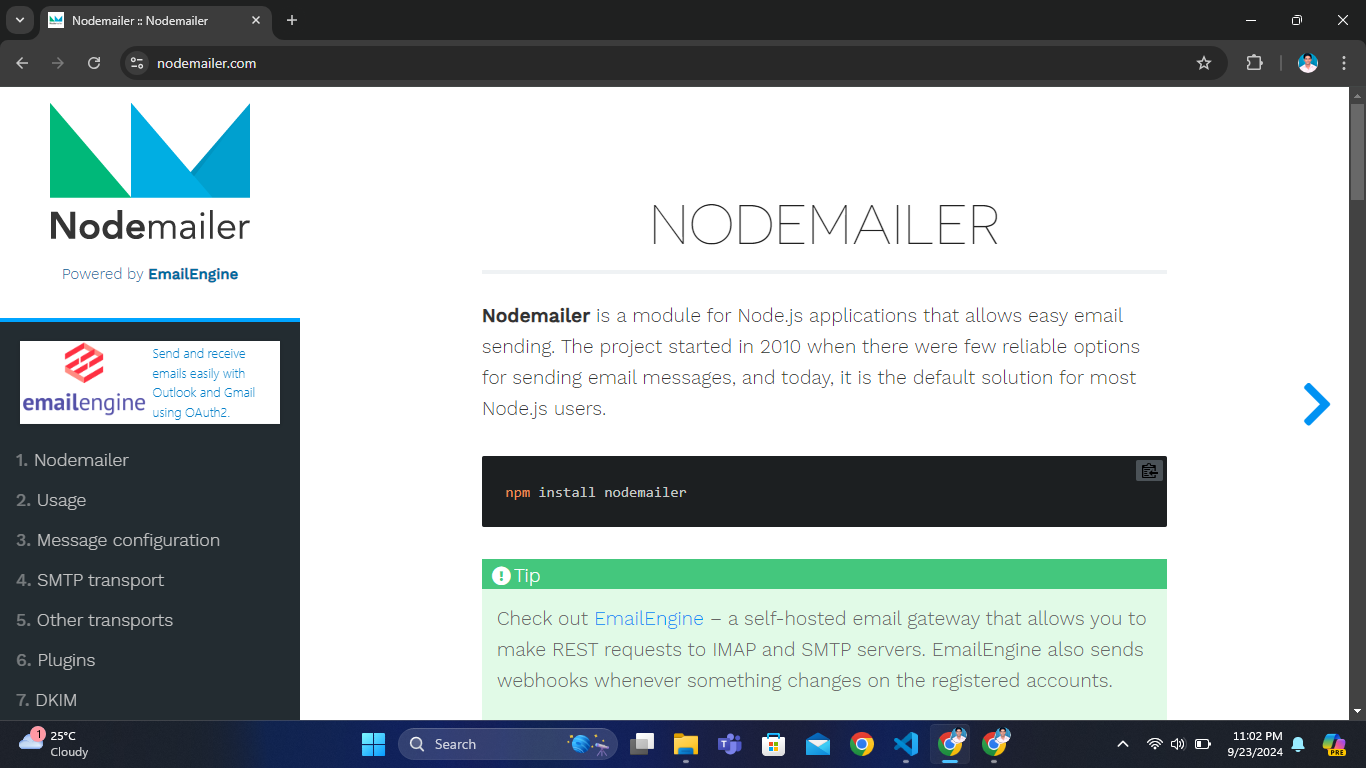 Nodemailer :: Nodemailer
nodemailer.com
Nodemailer
Powered by EmailEngine
emailengine
Send and receive
emails easily with
Outlook and Gmail
using OAuth2.
1. Nodemailer
2. Usage
3. Message configuration
4. SMTP transport
5. Other transports
6. Plugins
7. DKIM
NODEMAILER
Nodemailer is a module for Node.js applications that allows easy email
sending. The project started in 2010 when there were few reliable options
for sending email messages, and today, it is the default solution for most
Node.js users.
npm install nodemailer
Tip
Check out EmailEngine – a self-hosted email gateway that allows you to
make REST requests to IMAP and SMTP servers. EmailEngine also sends
webhooks whenever something changes on the registered accounts.
1
25°C
Cloudy
Search
11:02 PM
9/23/2024
PRE